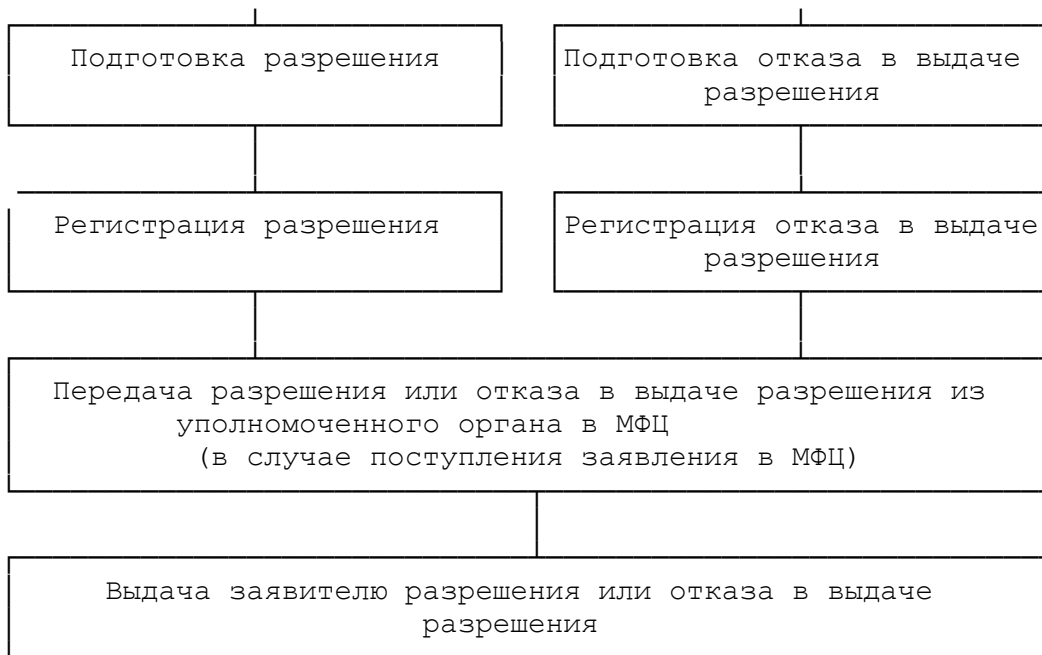 Подготовка разрешения
Подготовка отказа в выдаче
разрешения
Регистрация разрешения
Регистрация отказа в выдаче
разрешения
Передача разрешения или отказа в выдаче разрешения из
уполномоченного органа в МФЦ
(в случае поступления заявления в МФЦ)
Выдача заявителю разрешения или отказа в выдаче
разрешения